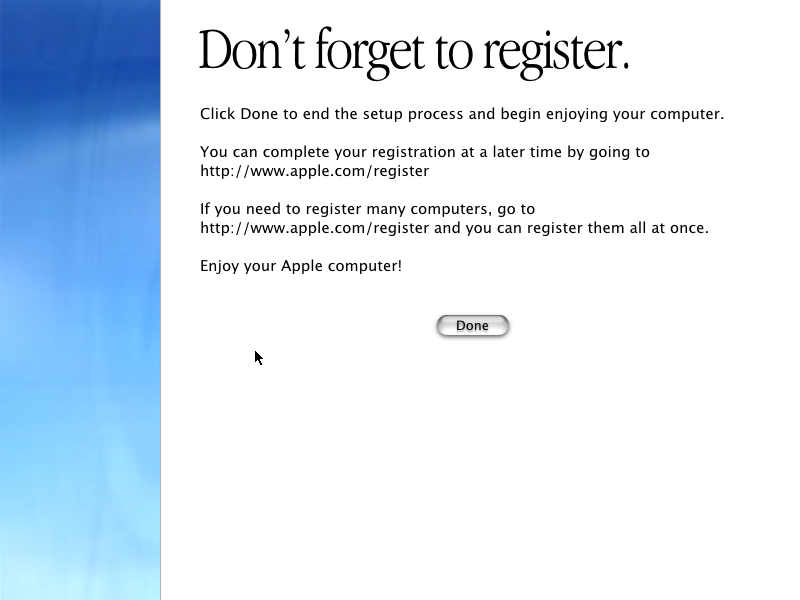 Don’t forget to register.
Click Done to end the setup process and begin enjoying your computer.
You can complete your registration at a later time by going to
http://www.apple.com/register
If you need to register many computers, go to
http://www.apple.com/register and you can register them all at once.
Enjoy your Apple computer!
Done